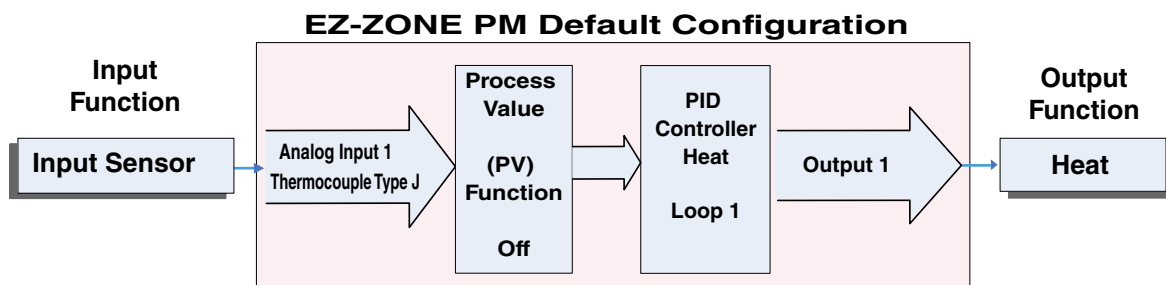 EZ-ZONE PM Default Configuration
Input
Function
Input Sensor
Analog Input 1
Thermocouple Type J
Process
Value
(PV)
Function
Off
PID
Controller
Heat
Loop 1
Output 1
Output
Function
Heat